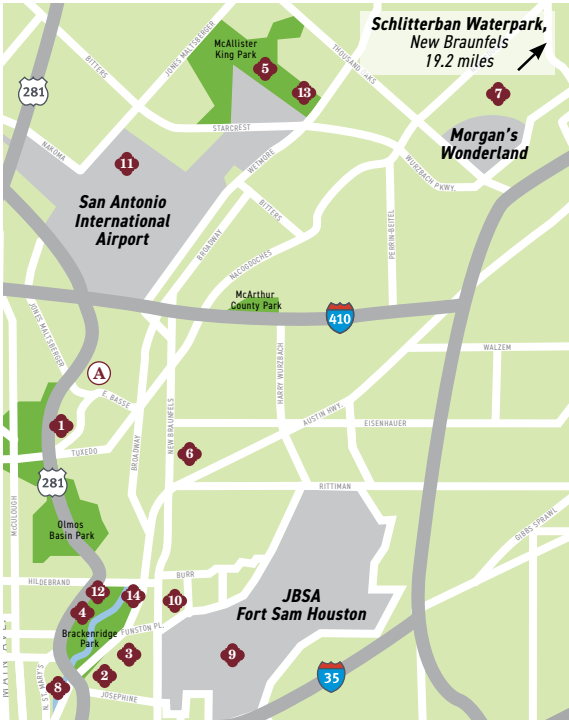 Schlitterban Waterpark,
New Braunfels
19.2 miles
281
BITTERS
JONES MALTSBERGER
McAllister
King Park
5
13
THOUSAND OAKS
7
STARCREST
NAKOMA
11
WETMORE
WURZBACH PKWY.
Morgan's
Wonderland
San Antonio
International
Airport
BITTERS
BROADWAY
NACOGDOCHES
PERRIN-BEITEL
McArthur
County Park
410
JONES MALTSBERGER
HARRY WURZBACH
WALZEM
A
E. BASSE
AUSTIN HWY.
EISENHAUER
1
NEW BRAUNFELS
BROADWAY
TUXEDO
6
281
RITTIMAN
McCULOUGH
Olmos
Basin Park
GIBBS SPRAWL
HILDEBRAND
BURR
12
14
10
4
JBSA
Fort Sam Houston
Brackenridge
Park
FUNSTON PL.
3
9
2
35
8
N. ST. MARY'S
JOSEPHINE